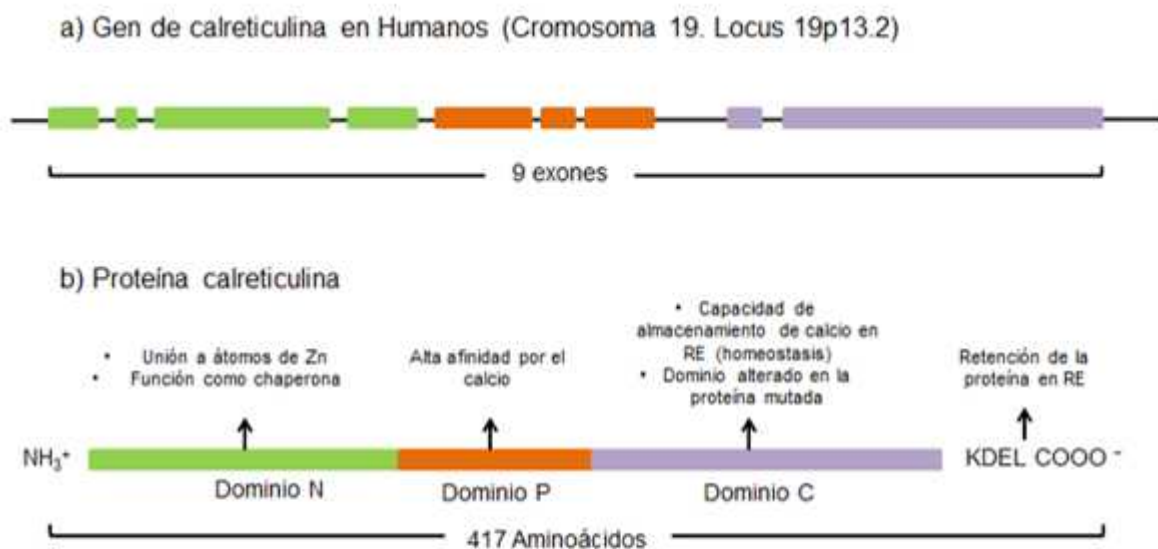 a) Gen de calreticulina en Humanos (Cromosoma 19. Locus 19p13.2)
9 exones
b) Proteína calreticulina
• Unión a átomos de Zn
• Función como chaperona
Alta afinidad por el
calcio
• Capacidad de
almacenamiento de calcio en
RE (homeostasis)
• Dominio alterado en la
proteína mutada
Retención de la
proteína en RE
NH₃⁺
KDEL COOO ⁻
Dominio N
Dominio P
Dominio C
417 Aminoácidos